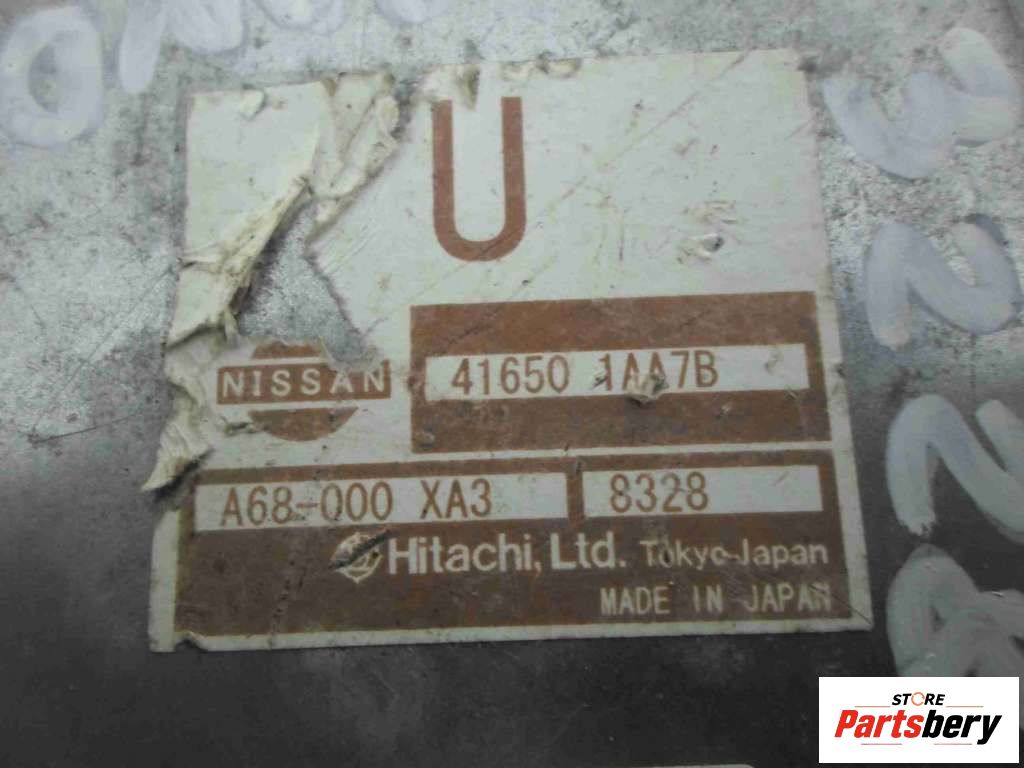 U
NISSAN
41650 1AA7B
A68-000 XA3
8328
Hitachi, Ltd. Tokyo-Japan
MADE IN JAPAN
STORE
Partsbery